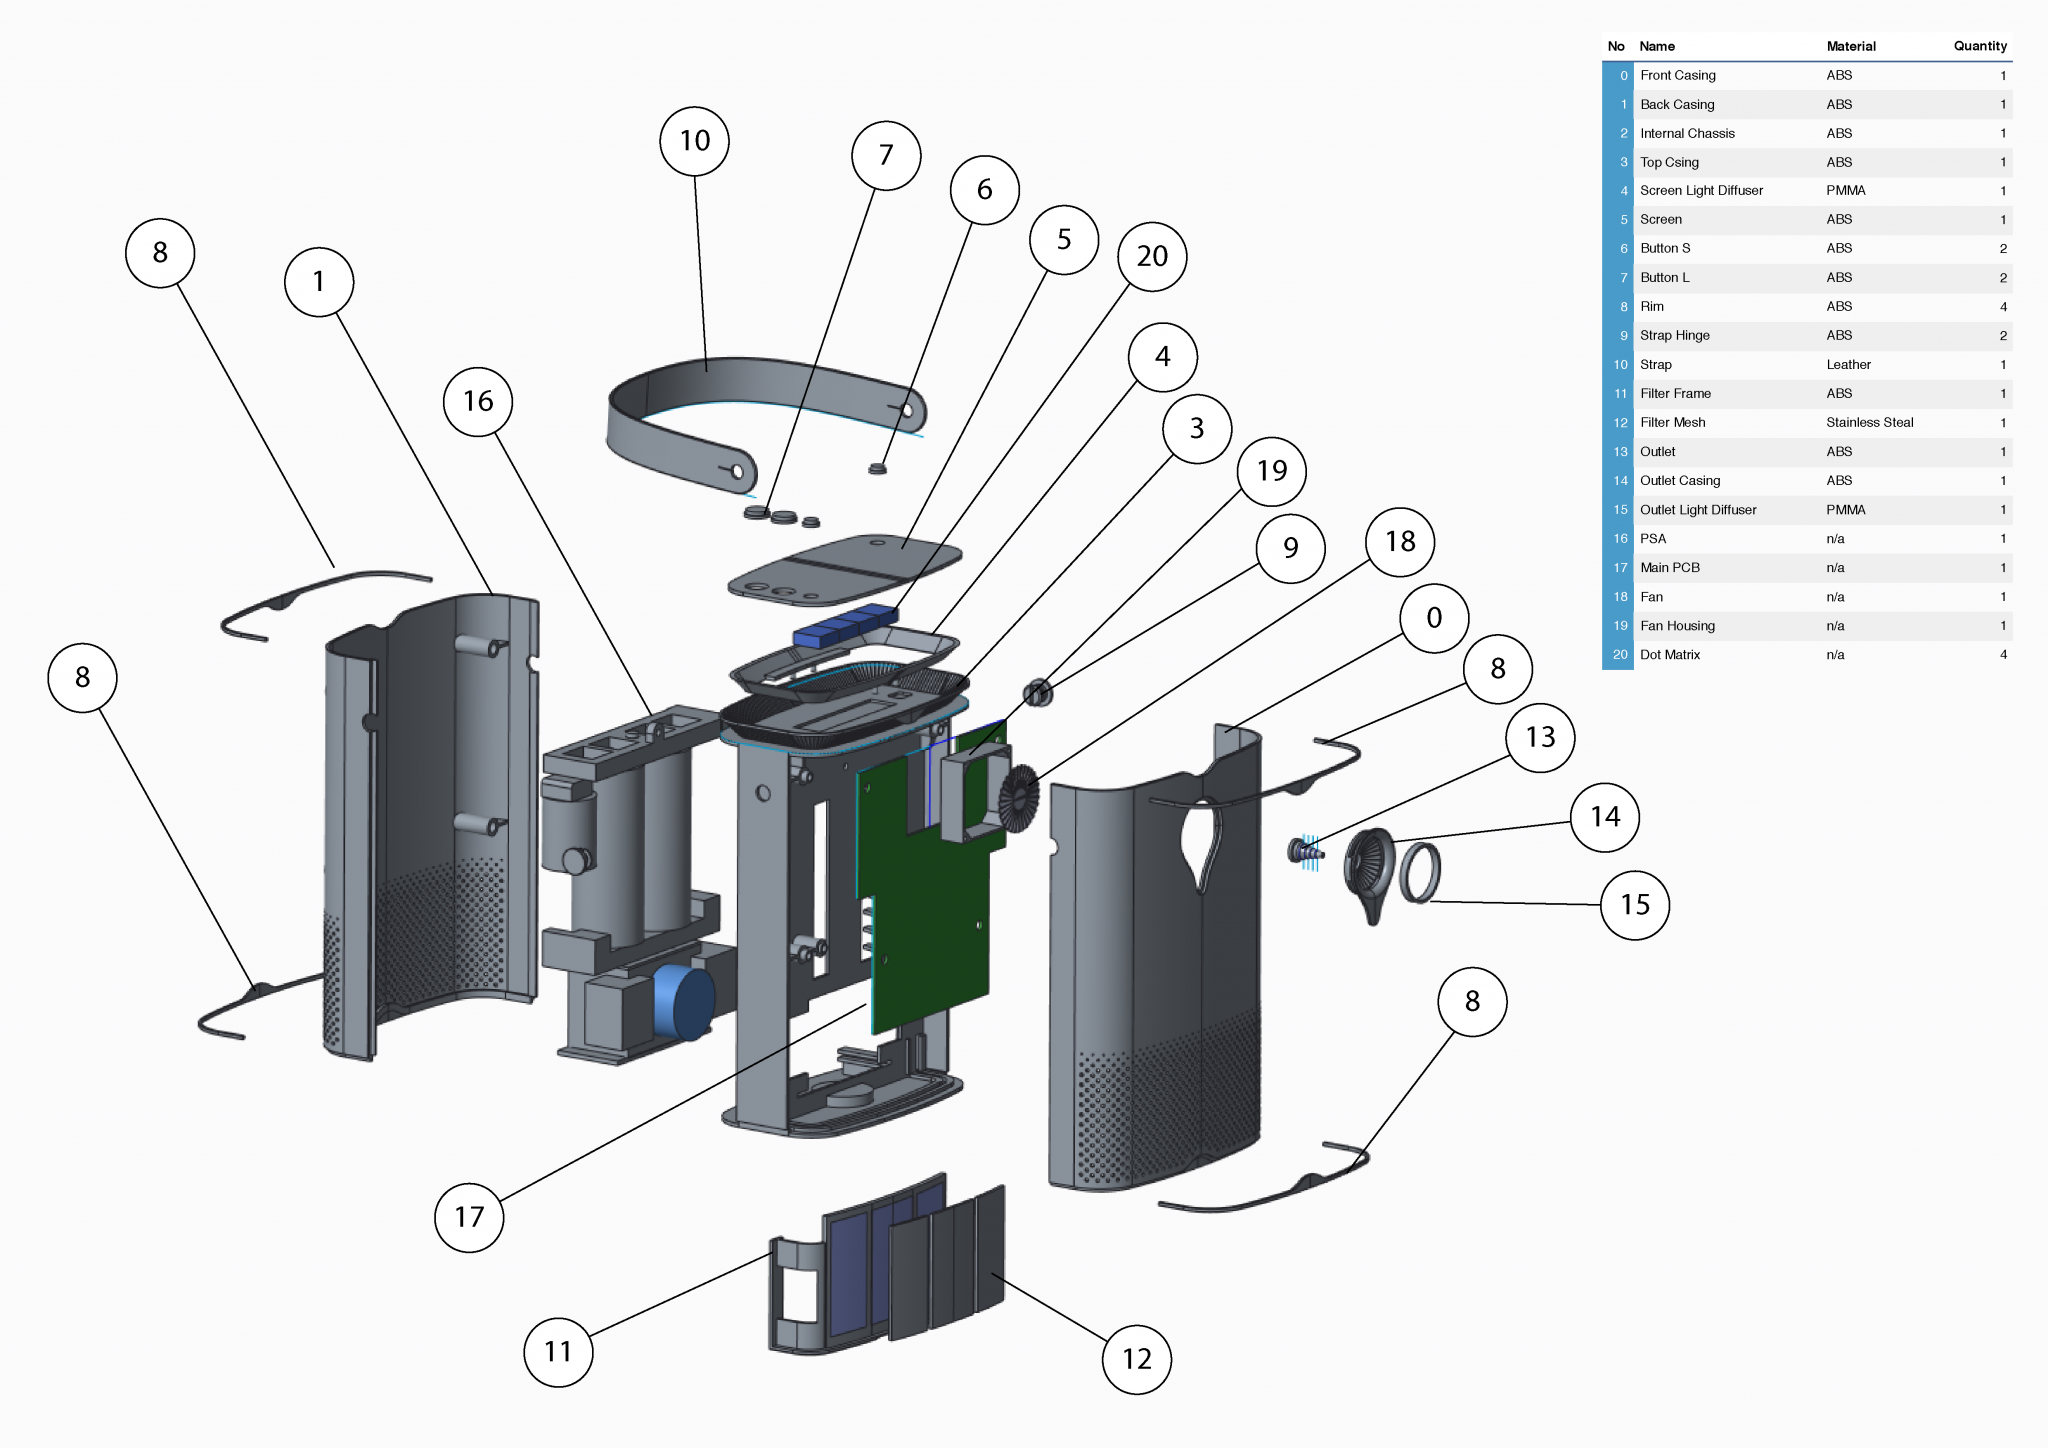 No Name Material Quantity
0 Front Casing ABS 1
1 Back Casing ABS 1
2 Internal Chassis ABS 1
3 Top Csing ABS 1
4 Screen Light Diffuser PMMA 1
5 Screen ABS 1
6 Button S ABS 2
7 Button L ABS 2
8 Rim ABS 4
9 Strap Hinge ABS 2
10 Strap Leather 1
11 Filter Frame ABS 1
12 Filter Mesh Stainless Steal 1
13 Outlet ABS 1
14 Outlet Casing ABS 1
15 Outlet Light Diffuser PMMA 1
16 PSA n/a 1
17 Main PCB n/a 1
18 Fan n/a 1
19 Fan Housing n/a 1
20 Dot Matrix n/a 4
10
7
6
5
8
20
1
4
16
3
19
18
9
0
8
8
13
14
15
8
17
11
12